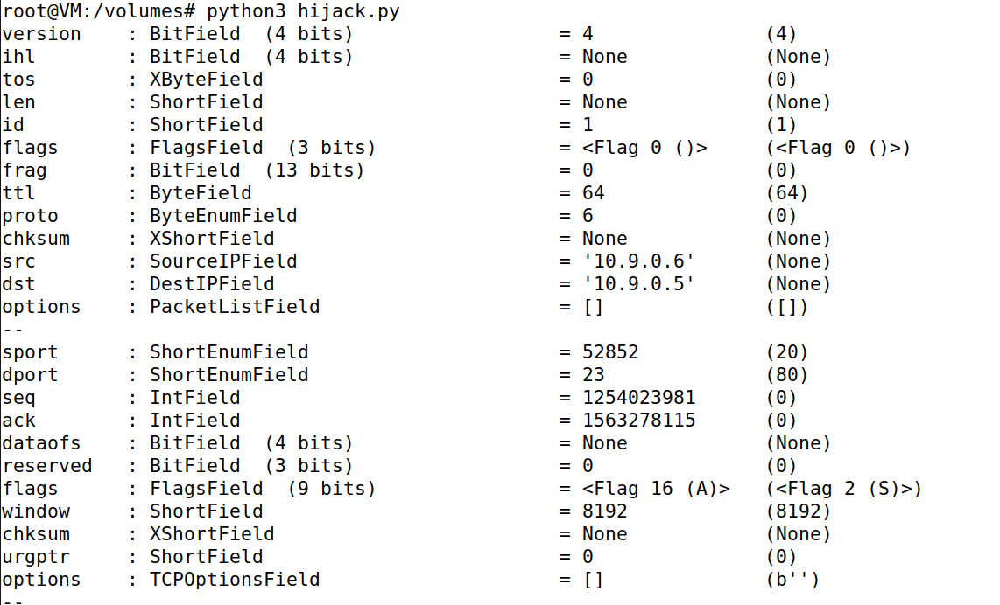 root@VM:/volumes# python3 hijack.py
version    : BitField  (4 bits)                  = 4               (4)
ihl        : BitField  (4 bits)                  = None            (None)
tos        : XByteField                          = 0               (0)
len        : ShortField                          = None            (None)
id         : ShortField                          = 1               (1)
flags      : FlagsField  (3 bits)                = <Flag 0 ()>     (<Flag 0 ()>)
frag       : BitField  (13 bits)                 = 0               (0)
ttl        : ByteField                           = 64              (64)
proto      : ByteEnumField                       = 6               (0)
chksum     : XShortField                         = None            (None)
src        : SourceIPField                       = '10.9.0.6'      (None)
dst        : DestIPField                         = '10.9.0.5'      (None)
options    : PacketListField                     = []              ([])
--
sport      : ShortEnumField                      = 52852           (20)
dport      : ShortEnumField                      = 23              (80)
seq        : IntField                            = 1254023981      (0)
ack        : IntField                            = 1563278115      (0)
dataofs    : BitField  (4 bits)                  = None            (None)
reserved   : BitField  (3 bits)                  = 0               (0)
flags      : FlagsField  (9 bits)                = <Flag 16 (A)>   (<Flag 2 (S)>)
window     : ShortField                          = 8192            (8192)
chksum     : XShortField                         = None            (None)
urgptr     : ShortField                          = 0               (0)
options    : TCPOptionsField                     = []              (b'')
--